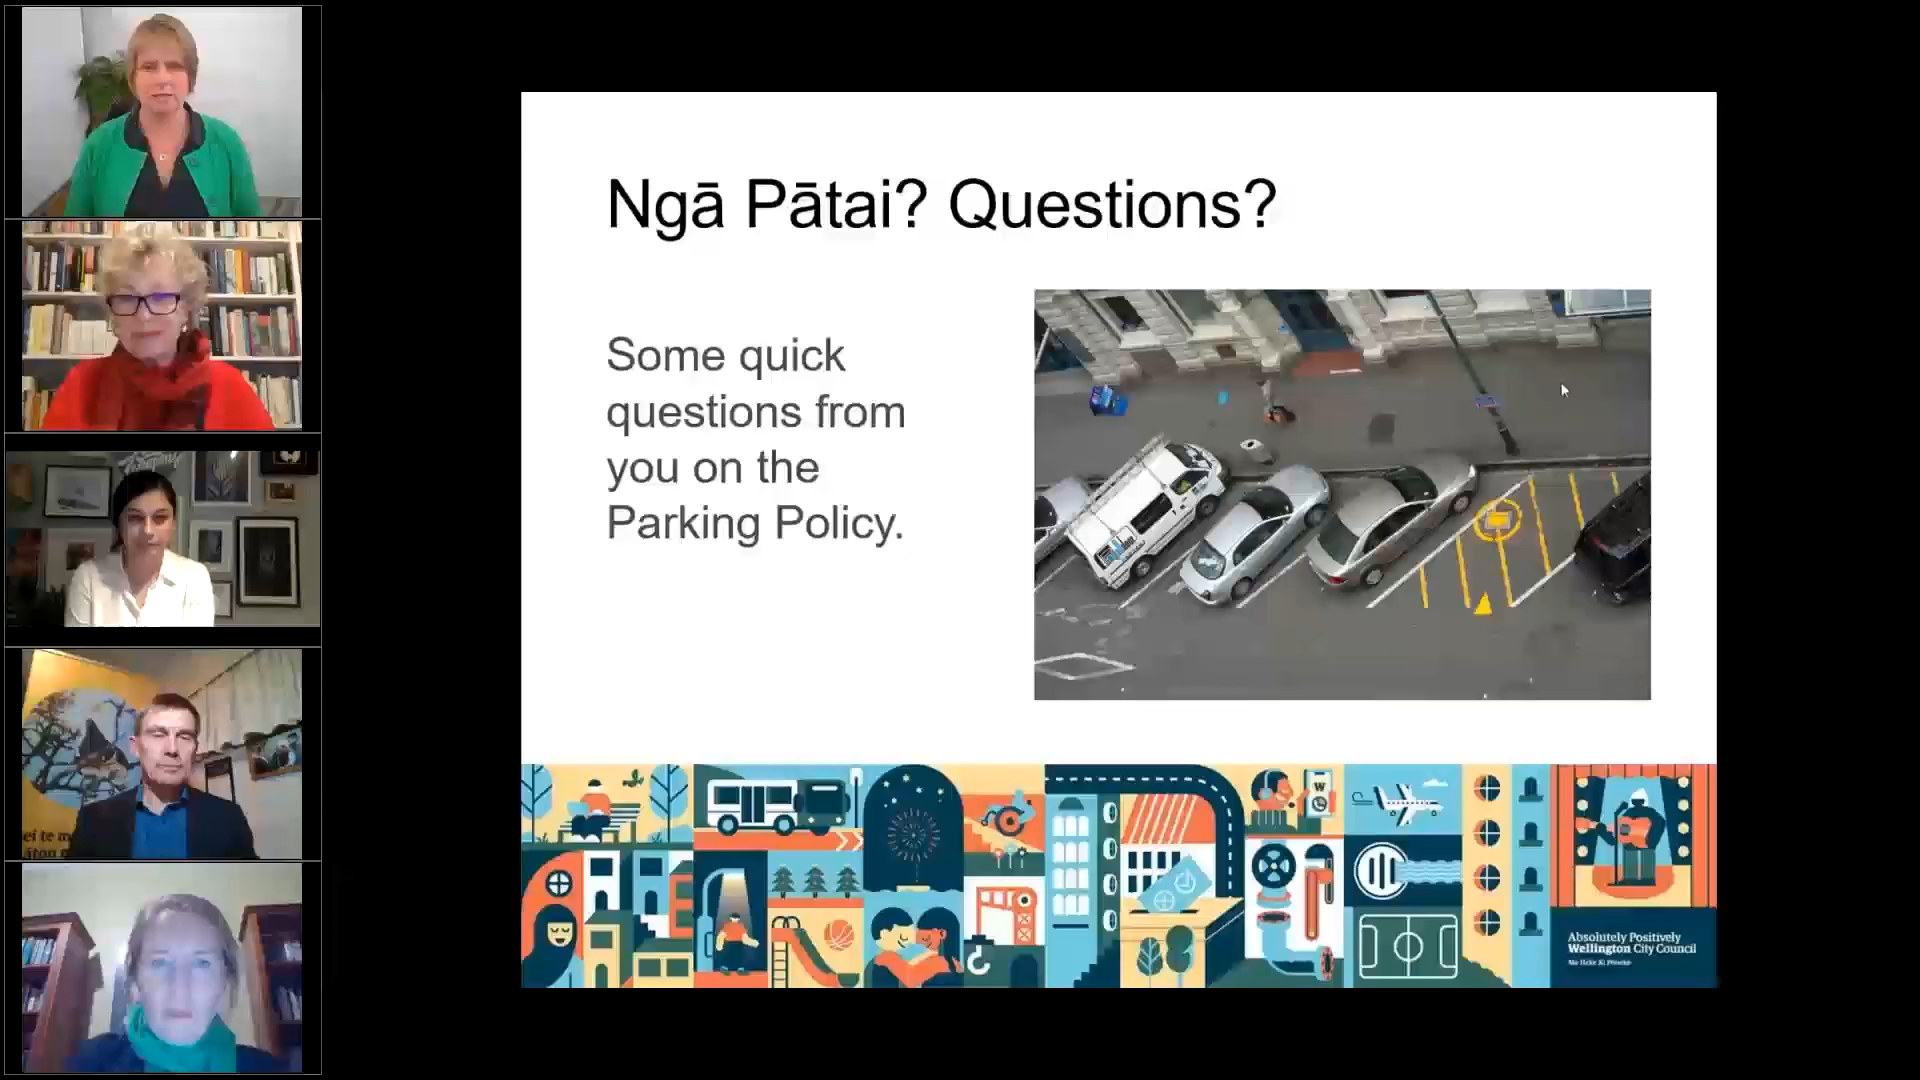 Ngā Pātai? Questions?
Some quick
questions from
you on the
Parking Policy.
W
Absolutely Positively
Wellington City Council
Me Heke Ki Pōneke